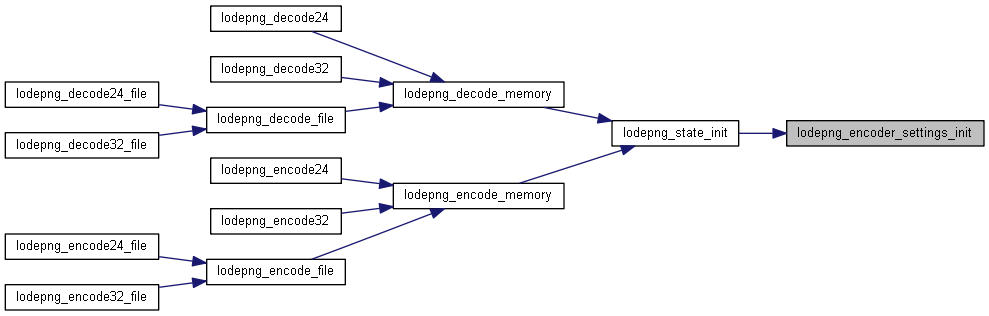 lodepng_decode24
lodepng_decode32
lodepng_decode_memory
lodepng_decode24_file
lodepng_decode_file
lodepng_decode32_file
lodepng_state_init
lodepng_encoder_settings_init
lodepng_encode24
lodepng_encode_memory
lodepng_encode32
lodepng_encode24_file
lodepng_encode_file
lodepng_encode32_file